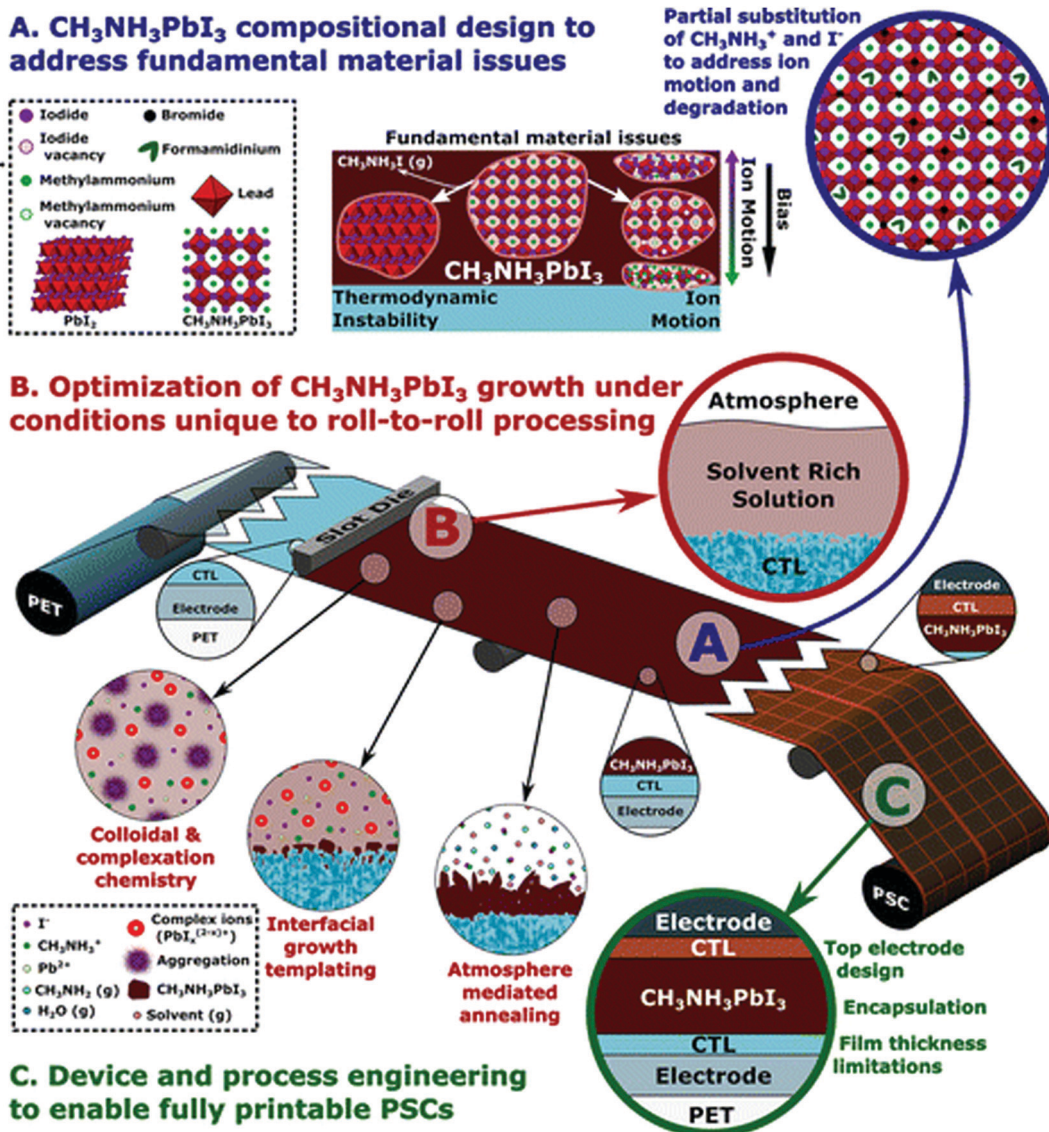 A. CH₃NH₃PbI₃ compositional design to
address fundamental material issues
Partial substitution
of CH₃NH₃⁺ and I⁻
to address ion
motion and
degradation
Iodide
Iodide
vacancy
Methylammonium
Methylammonium
vacancy
Bromide
Formamidinium
Lead
PbI₂
CH₃NH₃PbI₃
Fundamental material issues
CH₃NH₃I (g)
CH₃NH₃PbI₃
Thermodynamic
Instability
Ion
Motion
Ion Motion
Bias
B. Optimization of CH₃NH₃PbI₃ growth under
conditions unique to roll-to-roll processing
Atmosphere
Solvent Rich
Solution
CTL
Slot Die
B
PET
CTL
Electrode
PET
A
Electrode
CTL
CH₃NH₃PbI₃
CH₃NH₃PbI₃
CTL
Electrode
C
PSC
Colloidal &
complexation
chemistry
Interfacial
growth
templating
Atmosphere
mediated
annealing
I⁻
CH₃NH₃⁺
Pb²⁺
CH₃NH₂ (g)
H₂O (g)
Complex ions
(PbIₓ⁽²⁻ˣ⁾⁺)
Aggregation
CH₃NH₃PbI₃
Solvent (g)
Electrode
CTL
CH₃NH₃PbI₃
CTL
Electrode
PET
Top electrode
design
Encapsulation
Film thickness
limitations
C. Device and process engineering
to enable fully printable PSCs